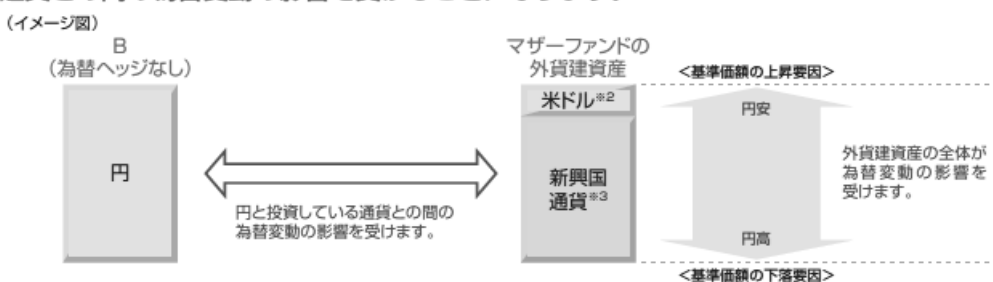 （イメージ図）
B
（為替ヘッジなし）
円
円と投資している通貨との間の
為替変動の影響を受けます。
マザーファンドの
外貨建資産
米ドル※2
新興国
通貨※3
＜基準価額の上昇要因＞
円安
外貨建資産の全体が
為替変動の影響を
受けます。
円高
＜基準価額の下落要因＞